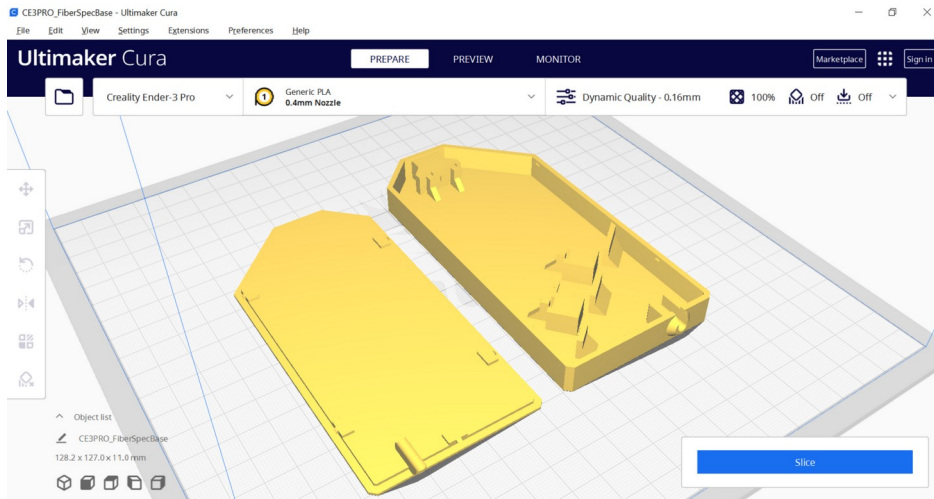 CE3PRO_FiberSpecBase - Ultimaker Cura
File Edit View Settings Extensions Preferences Help
Ultimaker Cura PREPARE PREVIEW MONITOR Marketplace Sign in
Creality Ender-3 Pro
1 Generic PLA
0.4mm Nozzle
Dynamic Quality - 0.16mm 100% Off Off
Object list
CE3PRO_FiberSpecBase
128.2 x 127.0 x 11.0 mm
Slice